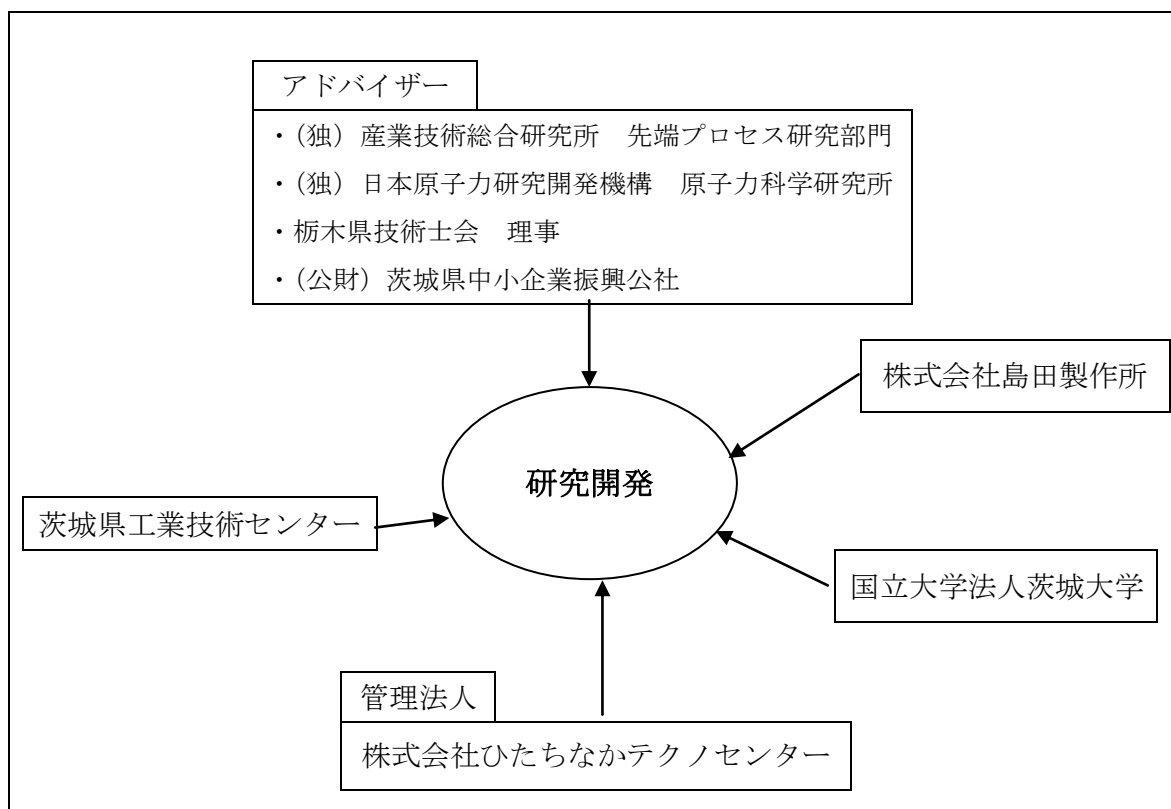 アドバイザー
・(独)産業技術総合研究所　先端プロセス研究部門
・(独)日本原子力研究開発機構　原子力科学研究所
・栃木県技術士会　理事
・(公財)茨城県中小企業振興公社
株式会社島田製作所
研究開発
茨城県工業技術センター
国立大学法人茨城大学
管理法人
株式会社ひたちなかテクノセンター